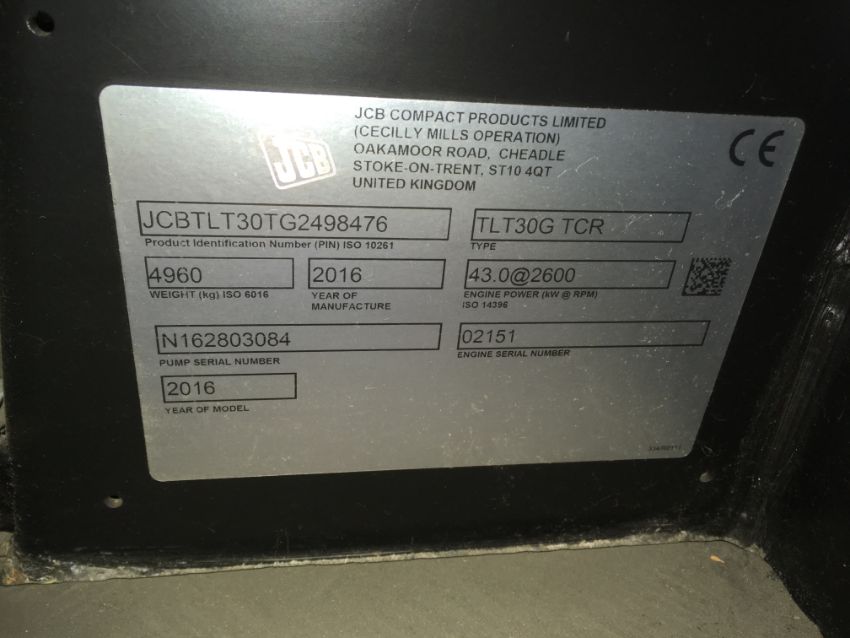 JCB
JCB COMPACT PRODUCTS LIMITED
(CECILLY MILLS OPERATION)
OAKAMOOR ROAD, CHEADLE
STOKE-ON-TRENT, ST10 4QT
UNITED KINGDOM
CE
JCBTLT30TG2498476
Product Identification Number (PIN) ISO 10261
TLT30G TCR
TYPE
4960
WEIGHT (kg) ISO 6016
2016
YEAR OF
MANUFACTURE
43.0@2600
ENGINE POWER (kW @ RPM)
ISO 14396
N162803084
PUMP SERIAL NUMBER
02151
ENGINE SERIAL NUMBER
2016
YEAR OF MODEL